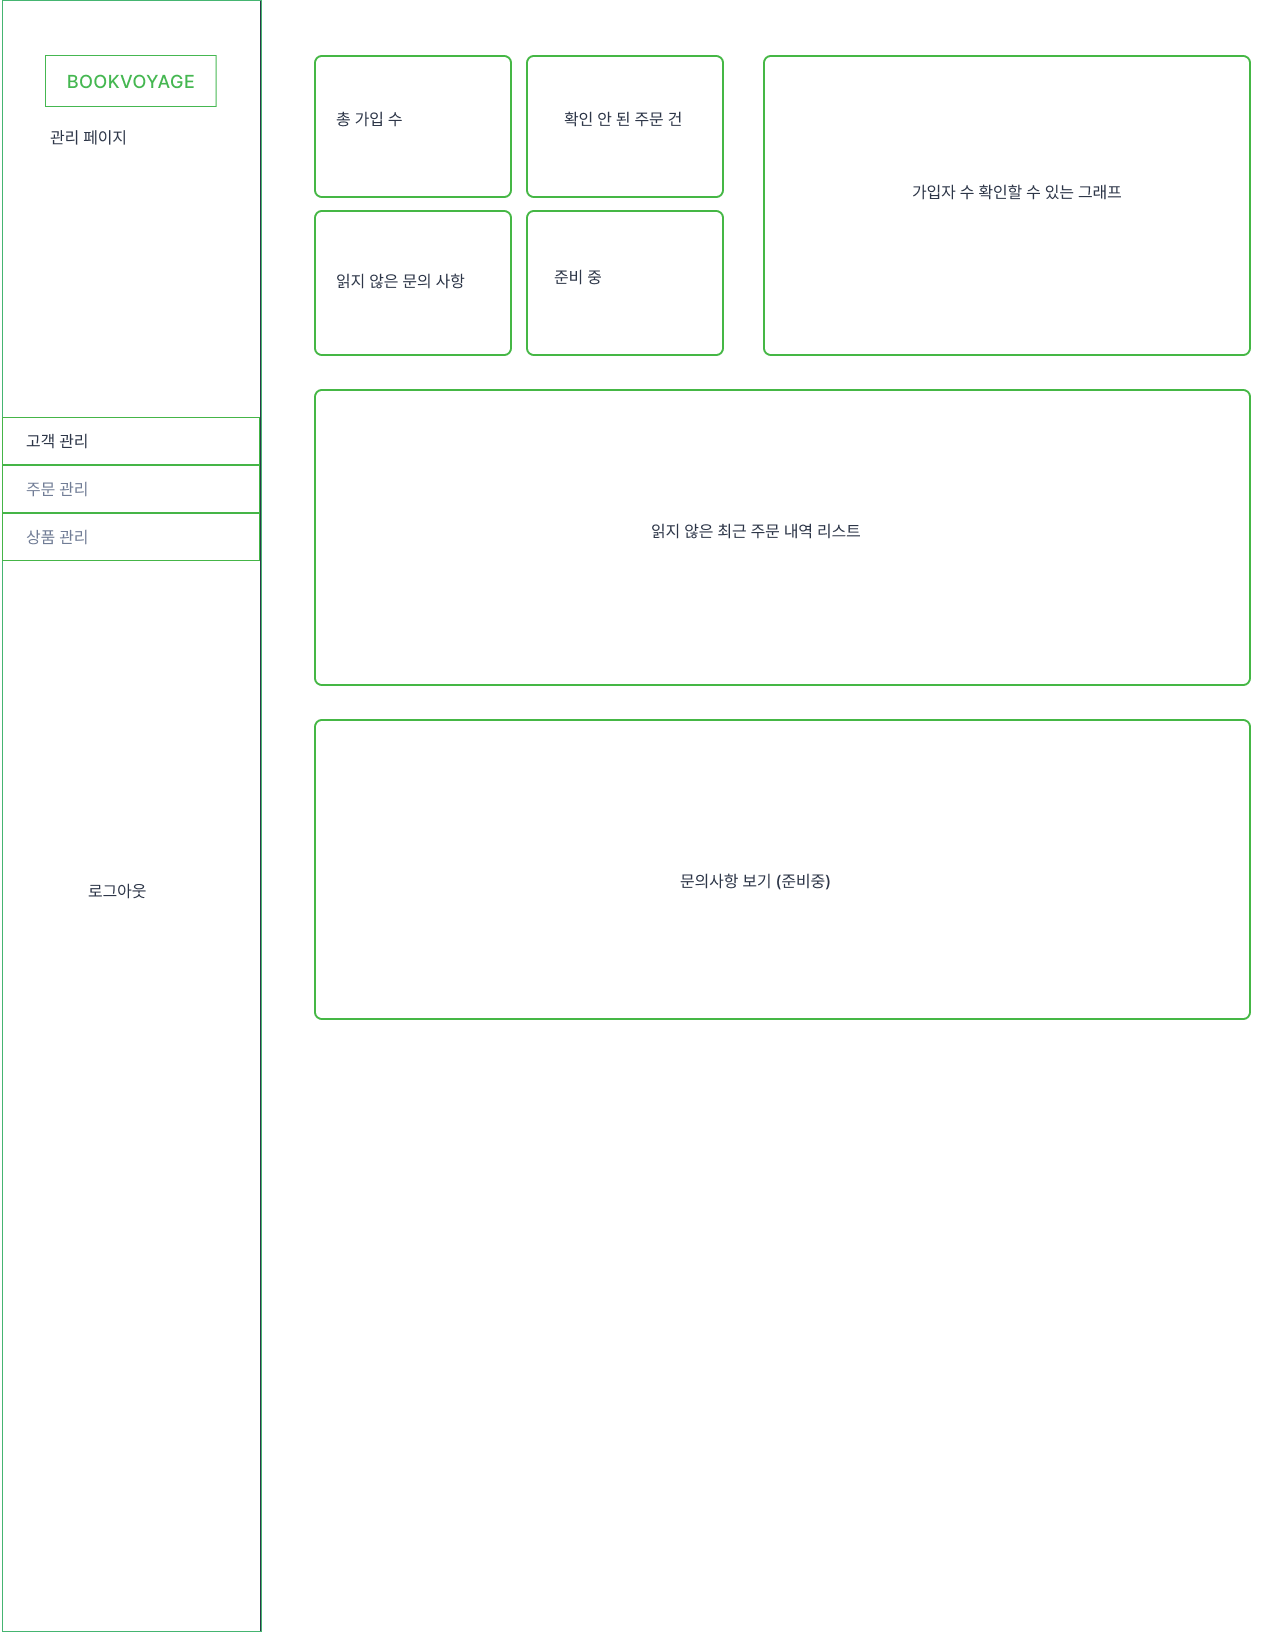 BOOKVOYAGE
관리 페이지
고객 관리
주문 관리
상품 관리
로그아웃
총 가입 수
확인 안 된 주문 건
읽지 않은 문의 사항
준비 중
가입자 수 확인할 수 있는 그래프
읽지 않은 최근 주문 내역 리스트
문의사항 보기 (준비중)